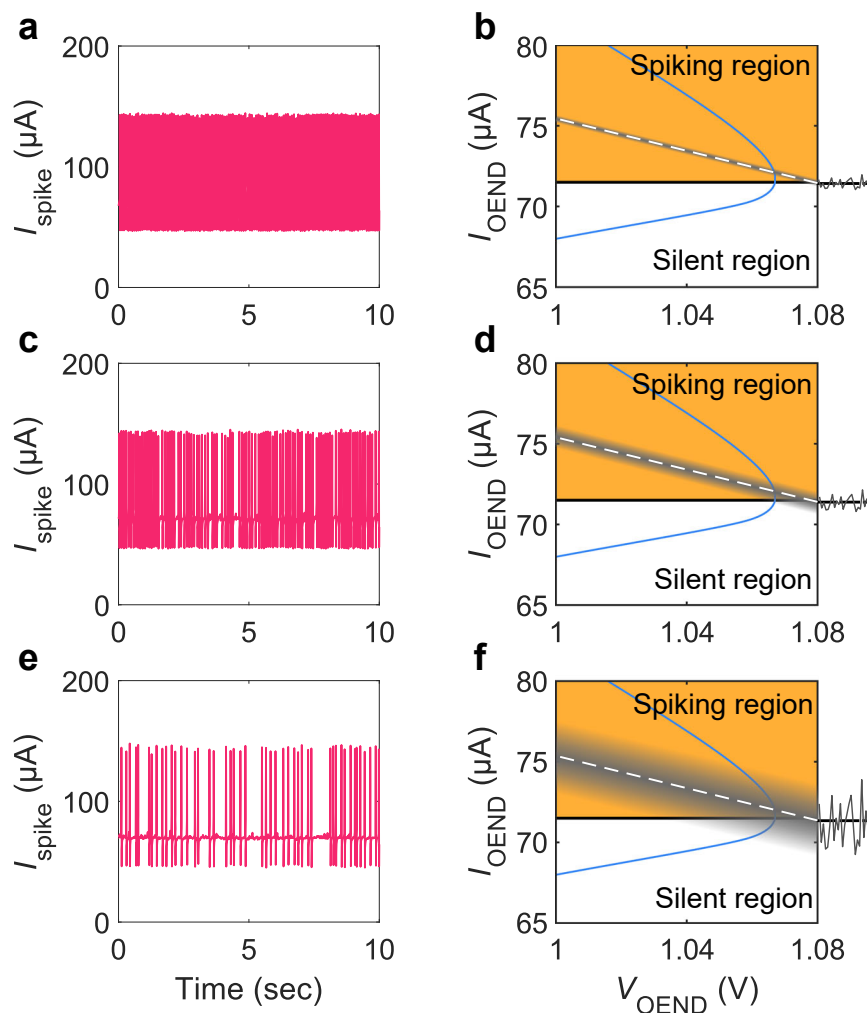 a
200
100
0
I_spike (µA)
0
5
10
b
80
75
70
65
I_OEND (µA)
Spiking region
Silent region
1
1.04
1.08
c
200
100
0
I_spike (µA)
0
5
10
d
80
75
70
65
I_OEND (µA)
Spiking region
Silent region
1
1.04
1.08
e
200
100
0
I_spike (µA)
0
5
10
Time (sec)
f
80
75
70
65
I_OEND (µA)
Spiking region
Silent region
1
1.04
1.08
V_OEND (V)